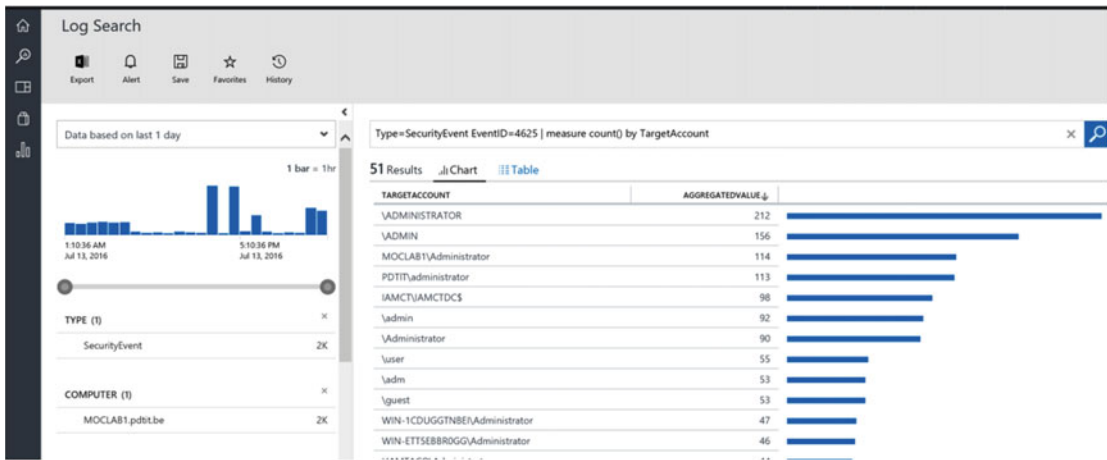 Log Search
Export Alert Save Favorites History
Data based on last 1 day
1 bar = 1hr
1:10:36 AM
Jul 13, 2016
5:10:36 PM
Jul 13, 2016
TYPE (1)
SecurityEvent 2K
COMPUTER (1)
MOCLAB1.pdtit.be 2K
Type=SecurityEvent EventID=4625 | measure count() by TargetAccount
51 Results Chart Table
TARGETACCOUNT AGGREGATEDVALUE
\ADMINISTRATOR 212
\ADMIN 156
MOCLAB1\Administrator 114
PDTIT\administrator 113
IAMCT\IAMCTDC$ 98
\admin 92
\Administrator 90
\user 55
\adm 53
\guest 53
WIN-1CDUGGTNBEI\Administrator 47
WIN-ETTSEBBR0GG\Administrator 46